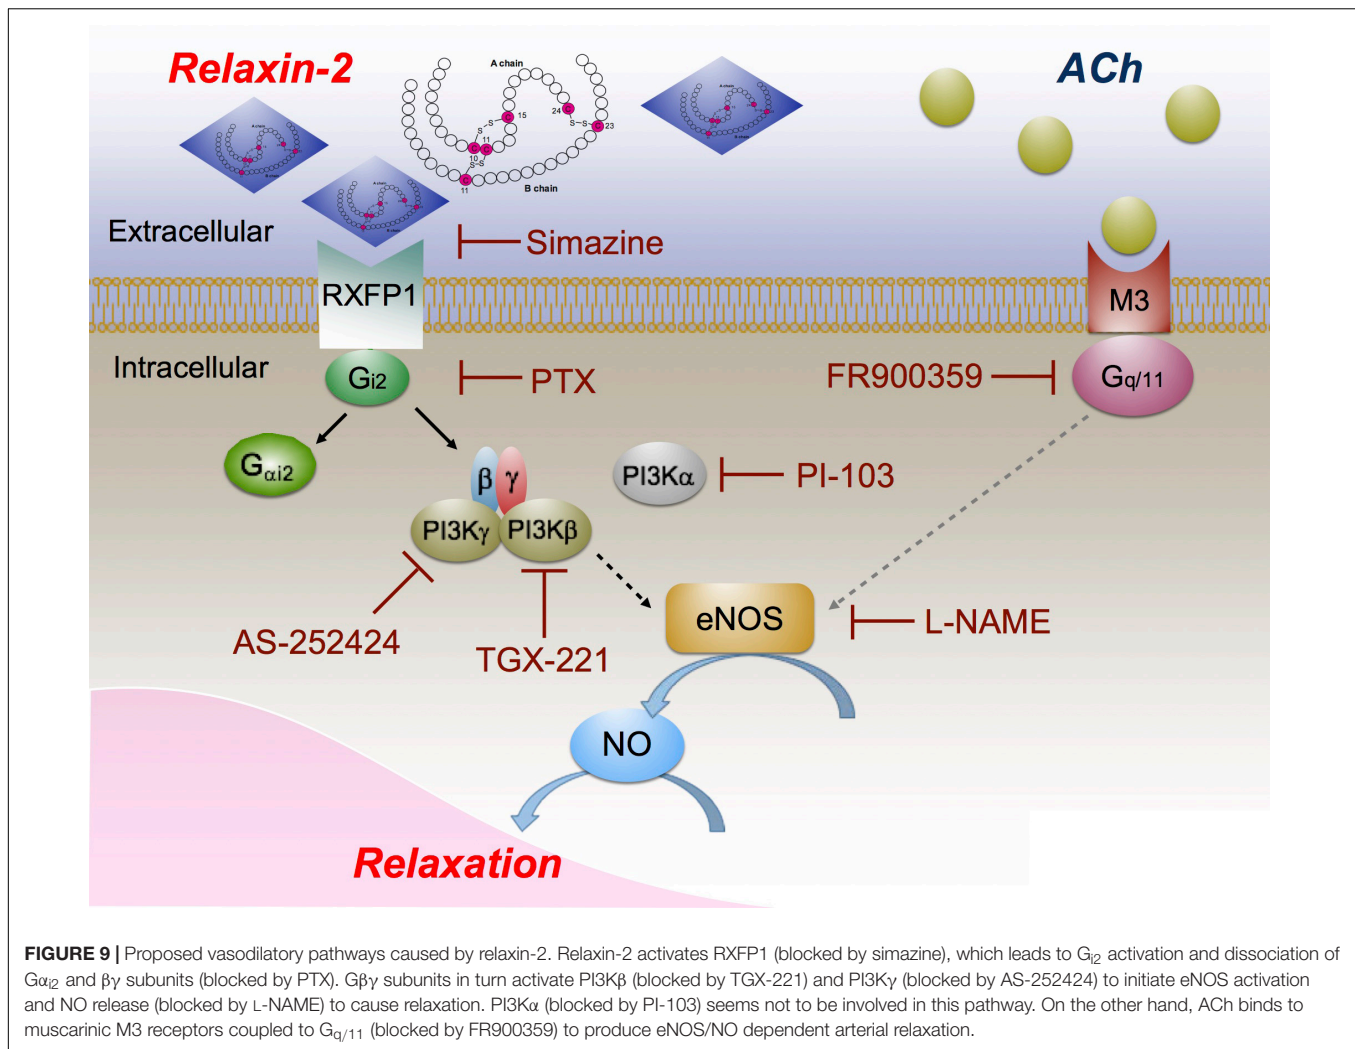 Relaxin-2
ACh
A chain
C
15
24
C
S
S
S-S
C
23
11
C
C
10
S-S
C
11
B chain
Extracellular
Simazine
RXFP1
M3
Intracellular
Gi2
PTX
FR900359
Gq/11
Gαi2
β γ
PI3Kα
PI-103
PI3Kγ
PI3Kβ
eNOS
L-NAME
AS-252424
TGX-221
NO
Relaxation
FIGURE 9 | Proposed vasodilatory pathways caused by relaxin-2. Relaxin-2 activates RXFP1 (blocked by simazine), which leads to Gi2 activation and dissociation of
Gαi2 and βγ subunits (blocked by PTX). Gβγ subunits in turn activate PI3Kβ (blocked by TGX-221) and PI3Kγ (blocked by AS-252424) to initiate eNOS activation
and NO release (blocked by L-NAME) to cause relaxation. PI3Kα (blocked by PI-103) seems not to be involved in this pathway. On the other hand, ACh binds to
muscarinic M3 receptors coupled to Gq/11 (blocked by FR900359) to produce eNOS/NO dependent arterial relaxation.